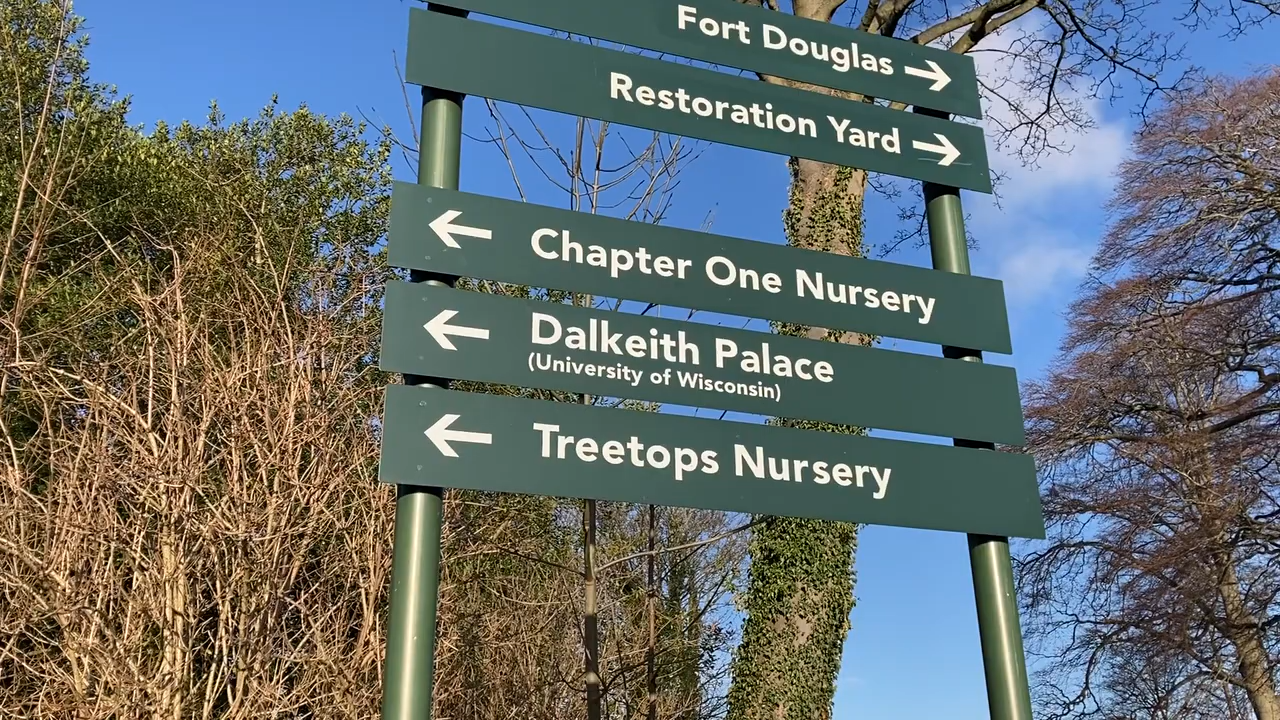 Fort Douglas →
Restoration Yard →
← Chapter One Nursery
← Dalkeith Palace
(University of Wisconsin)
← Treetops Nursery